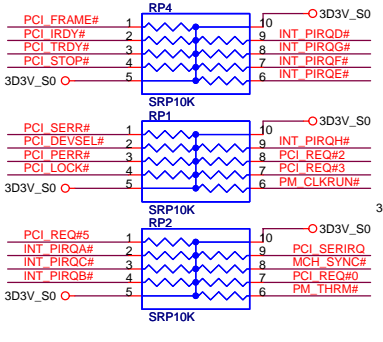 RP4
PCI_FRAME# 1 10 3D3V_S0
PCI_IRDY# 2 9 INT_PIRQD#
PCI_TRDY# 3 8 INT_PIRQG#
PCI_STOP# 4 7 INT_PIRQF#
3D3V_S0 5 6 INT_PIRQE#
SRP10K
RP1
PCI_SERR# 1 10 3D3V_S0
PCI_DEVSEL# 2 9 INT_PIRQH#
PCI_PERR# 3 8 PCI_REQ#2
PCI_LOCK# 4 7 PCI_REQ#3
3D3V_S0 5 6 PM_CLKRUN#
3
SRP10K
RP2
PCI_REQ#5 1 10 3D3V_S0
INT_PIRQA# 2 9 PCI_SERIRQ
INT_PIRQC# 3 8 MCH_SYNC#
INT_PIRQB# 4 7 PCI_REQ#0
3D3V_S0 5 6 PM_THRM#
SRP10K